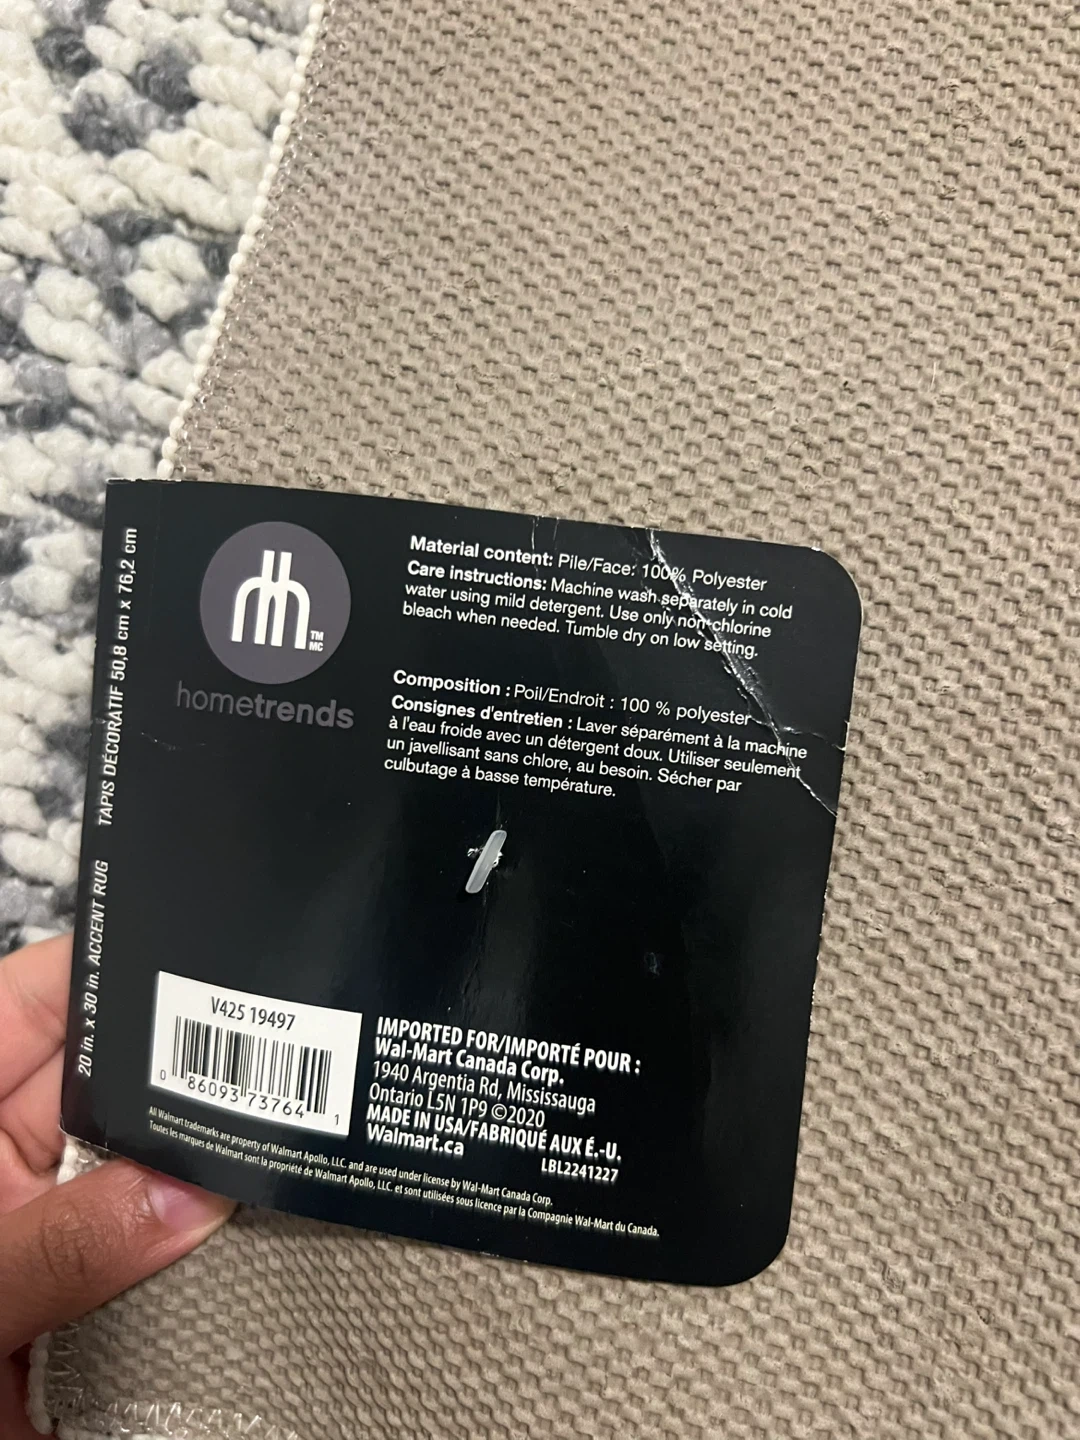 20 in. x 30 in. ACCENT RUG TAPIS DÉCORATIF 50,8 cm x 76,2 cm
TM
MC
hometrends
Material content: Pile/Face: 100% Polyester
Care instructions: Machine wash separately in cold
water using mild detergent. Use only non-chlorine
bleach when needed. Tumble dry on low setting.
Composition : Poil/Endroit : 100 % polyester
Consignes d'entretien : Laver séparément à la machine
à l'eau froide avec un détergent doux. Utiliser seulement
un javellisant sans chlore, au besoin. Sécher par
culbutage à basse température.
V425 19497
0 86093 73764 1
IMPORTED FOR/IMPORTÉ POUR :
Wal-Mart Canada Corp.
1940 Argentia Rd, Mississauga
Ontario L5N 1P9 ©2020
MADE IN USA/FABRIQUÉ AUX É.-U.
Walmart.ca
LBL2241227
All Walmart trademarks are property of Walmart Apollo, LLC. and are used under license by Wal-Mart Canada Corp.
Toutes les marques de Walmart sont la propriété de Walmart Apollo, LLC. et sont utilisées sous licence par la Compagnie Wal-Mart du Canada.